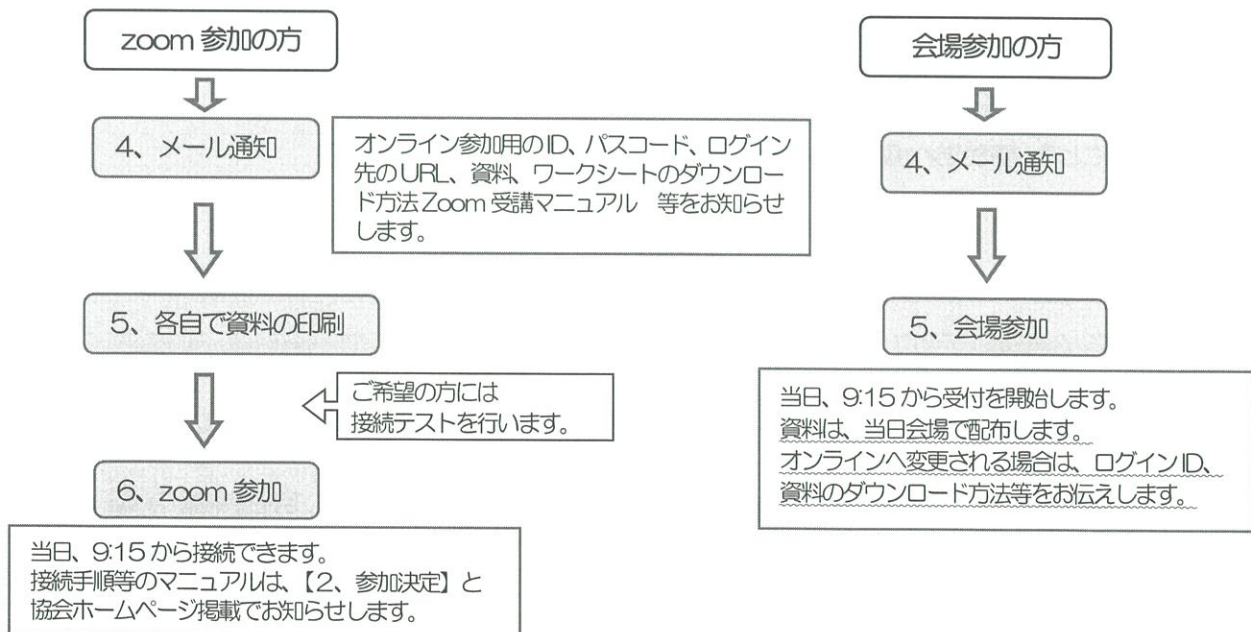 zoom 参加の方
4、メール通知
オンライン参加用のID、パスコード、ログイン
先のURL、資料、ワークシートのダウンロー
ド方法Zoom 受講マニュアル　等をお知らせ
します。
5、各自で資料の印刷
ご希望の方には
接続テストを行います。
6、zoom 参加
当日、9:15 から接続できます。
接続手順等のマニュアルは、【2、参加決定】と
協会ホームページ掲載でお知らせします。
会場参加の方
4、メール通知
5、会場参加
当日、9:15 から受付を開始します。
資料は、当日会場で配布します。
オンラインへ変更される場合は、ログインID、
資料のダウンロード方法等をお伝えします。